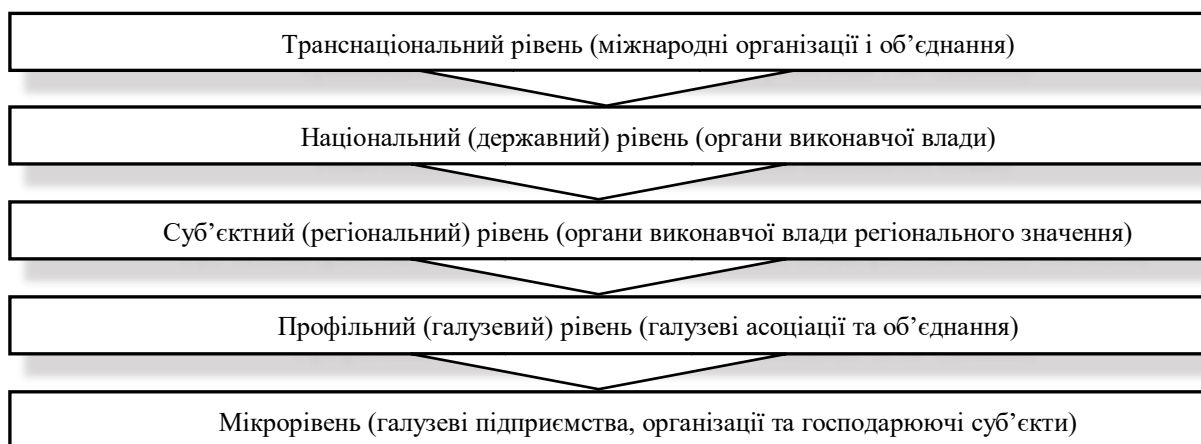 Транснаціональний рівень (міжнародні організації і об’єднання)
Національний (державний) рівень (органи виконавчої влади)
Суб’єктний (регіональний) рівень (органи виконавчої влади регіонального значення)
Профільний (галузевий) рівень (галузеві асоціації та об’єднання)
Мікрорівень (галузеві підприємства, організації та господарюючі суб’єкти)